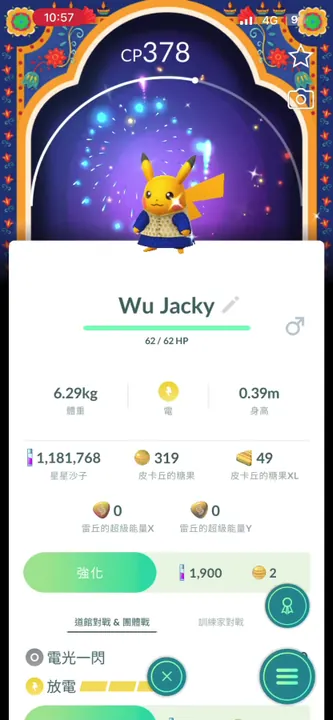 10:57
4G 9
CP378
Wu Jacky
62 / 62 HP
6.29kg
電
0.39m
體重
身高
1,181,768
319
49
星星沙子
皮卡丘的糖果
皮卡丘的糖果XL
0
0
雷丘的超級能量X
雷丘的超級能量Y
強化
1,900
2
道館對戰 & 團體戰
訓練家對戰
電光一閃
放電